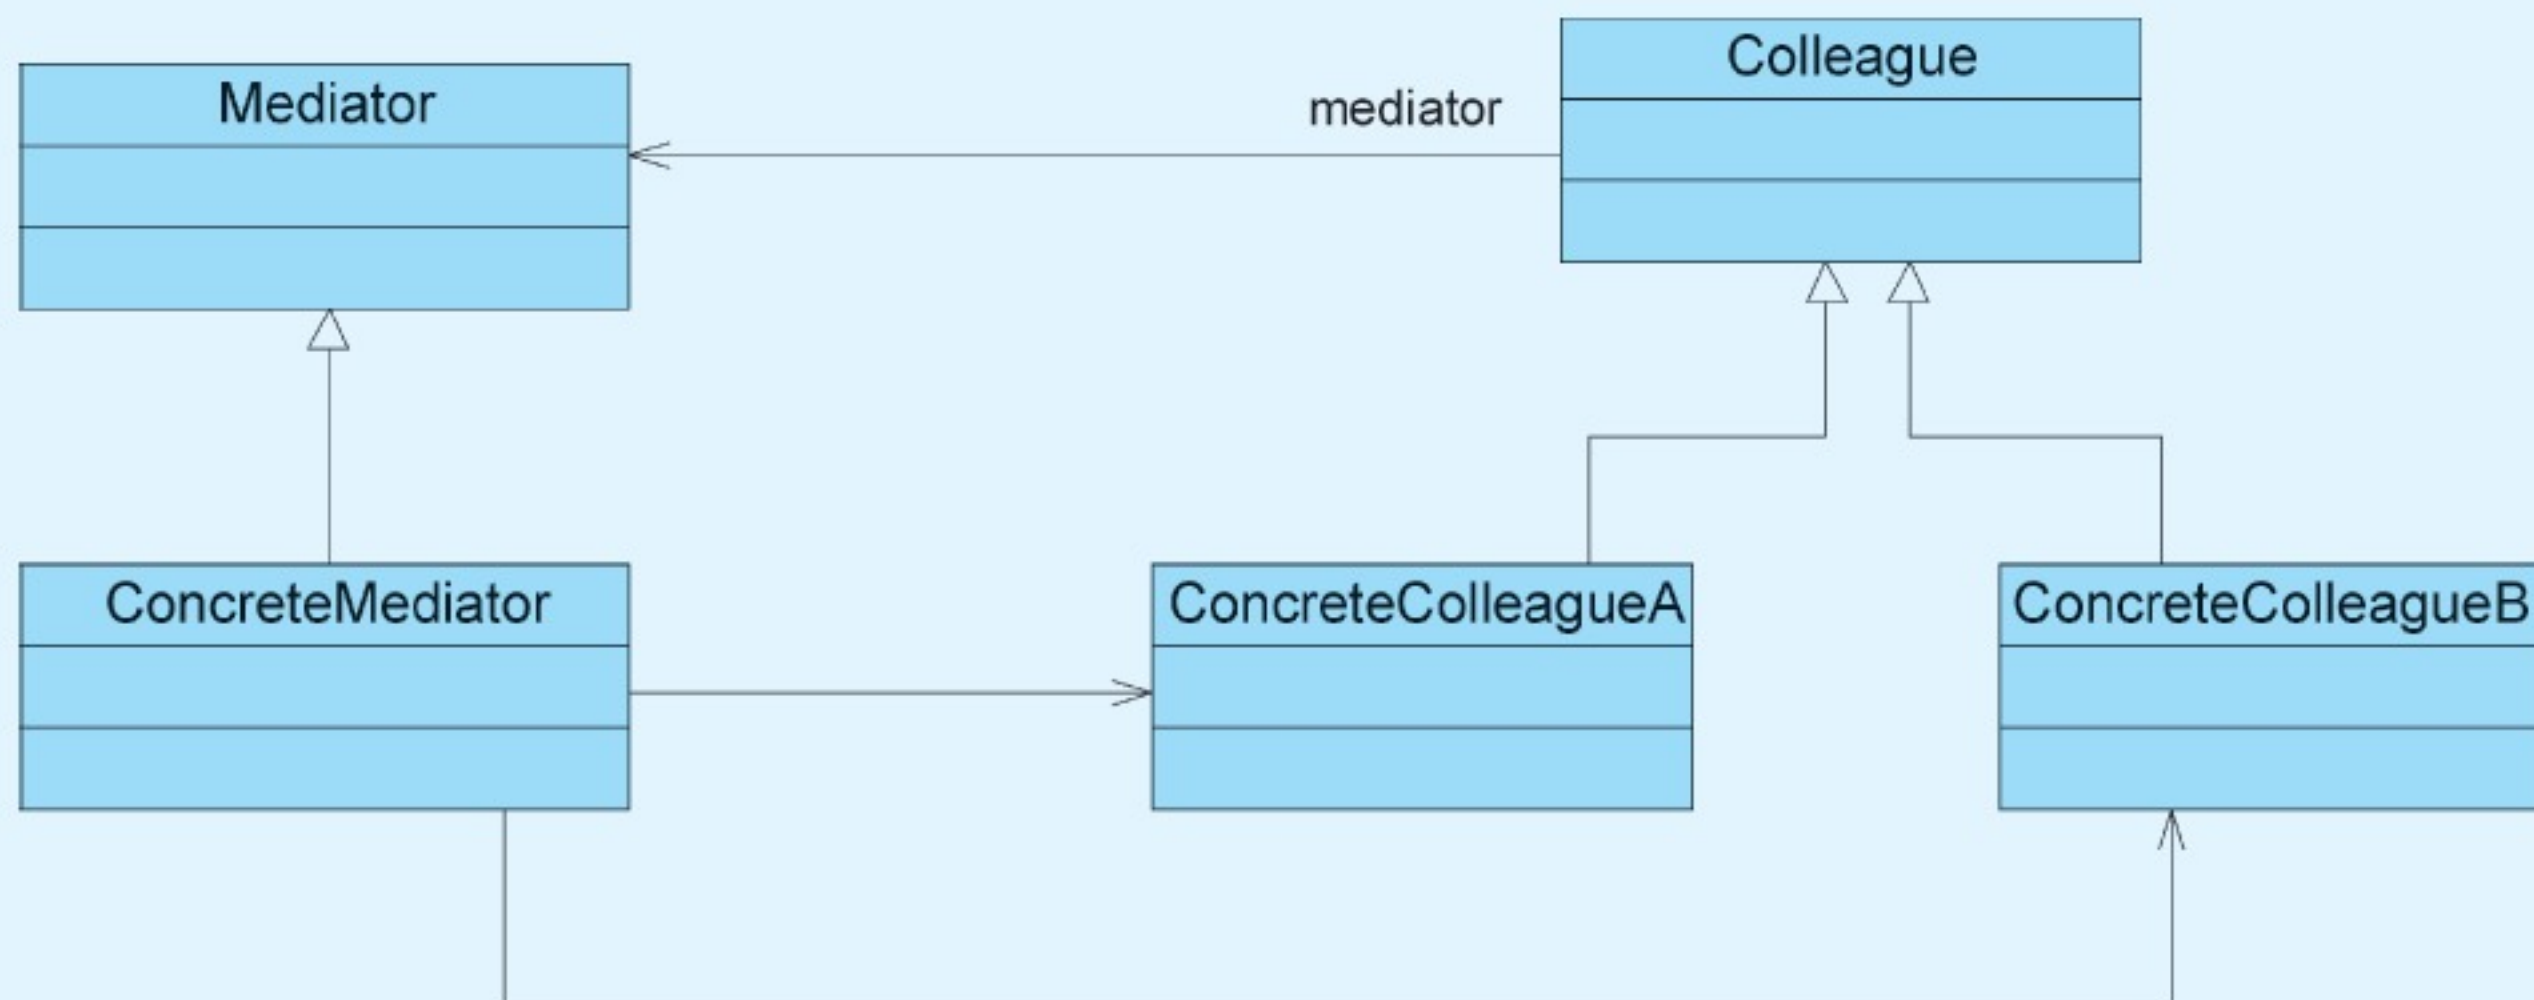 Colleague
Mediator
mediator
ConcreteMediator
ConcreteColleagueA
ConcreteColleagueB